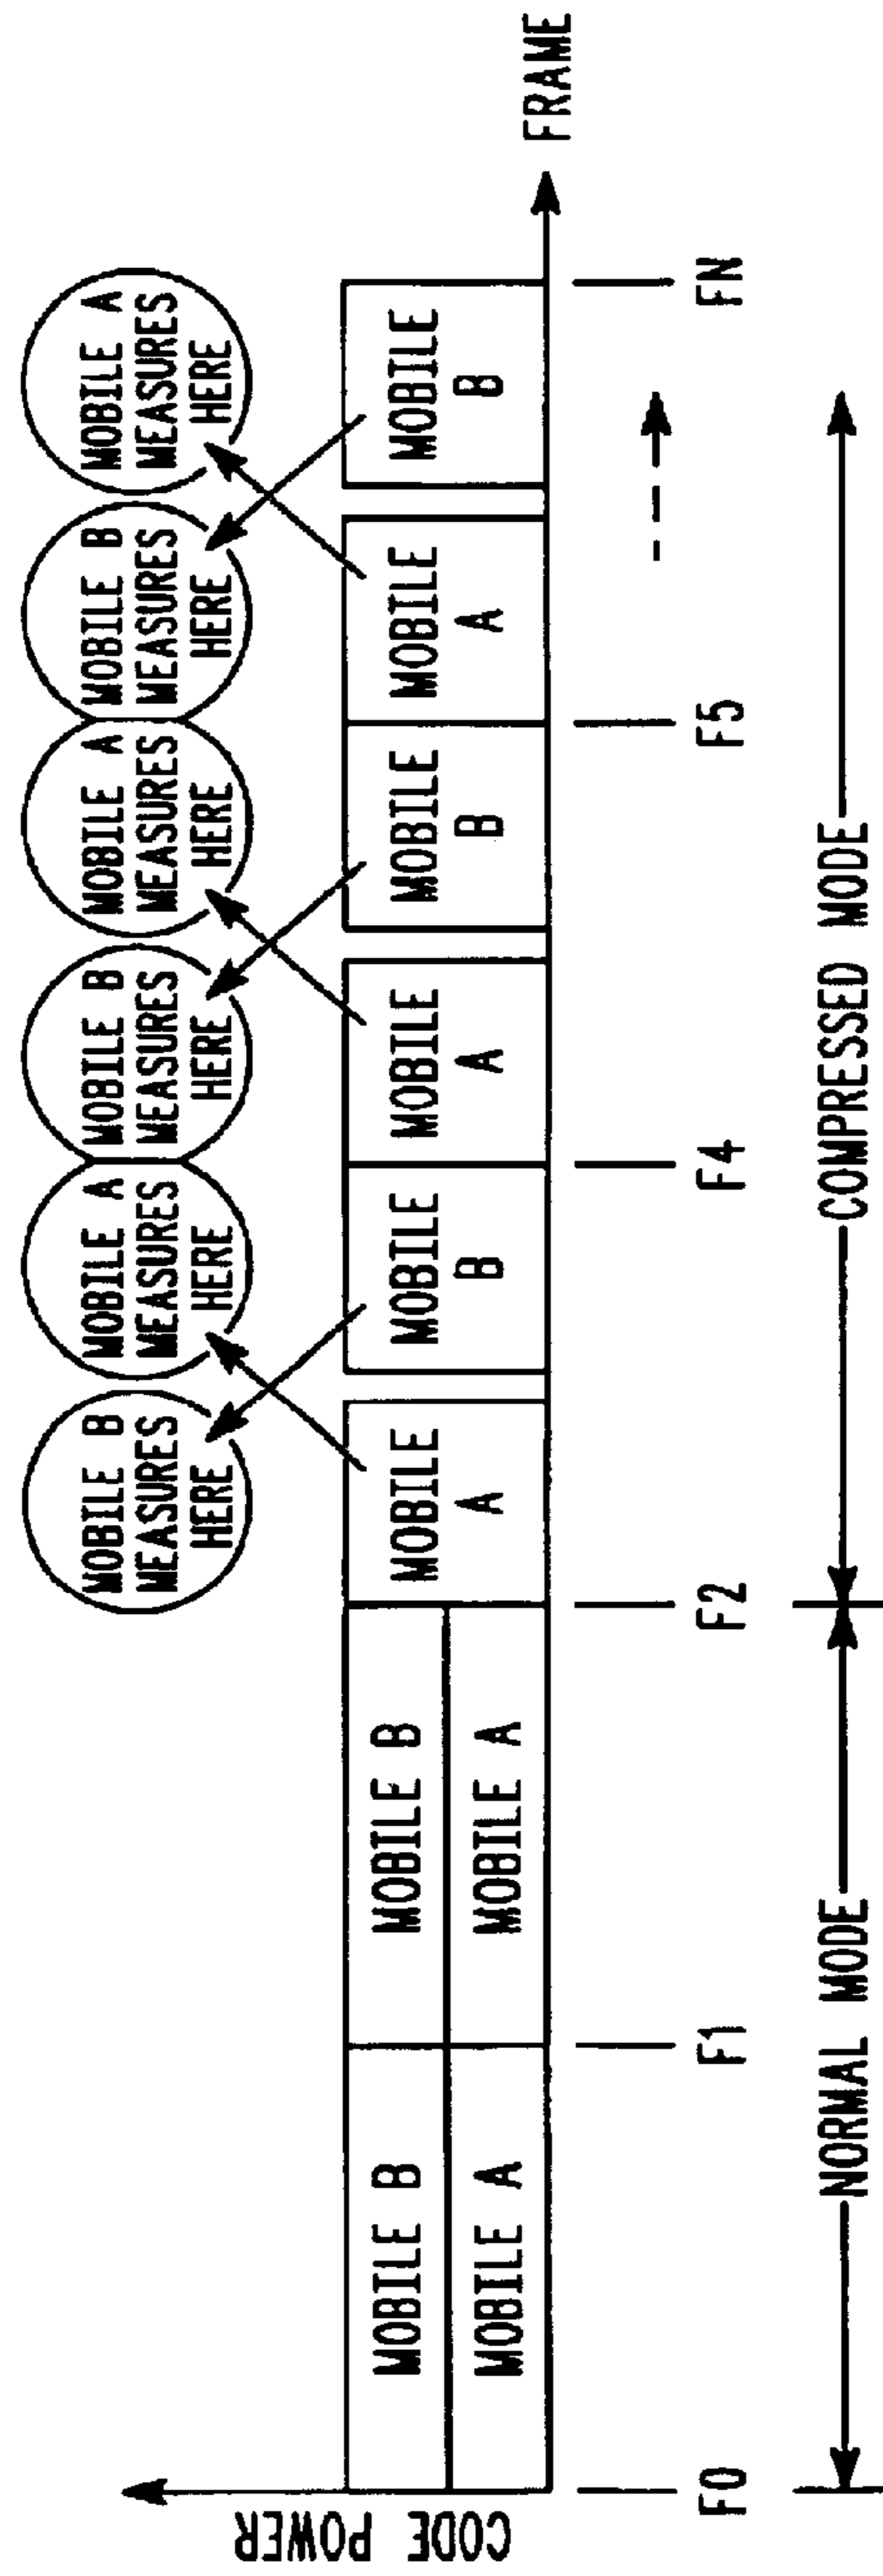 MOBILE B
MEASURES
HERE
MOBILE A
MEASURES
HERE
MOBILE B
MEASURES
HERE
MOBILE A
MEASURES
HERE
MOBILE B
MEASURES
HERE
MOBILE A
MEASURES
HERE
CODE POWER
MOBILE B
MOBILE B
MOBILE A
MOBILE A
MOBILE
A
MOBILE
B
MOBILE
A
MOBILE
B
MOBILE
A
MOBILE
B
FRAME
F0
F1
F2
F4
F5
FN
NORMAL MODE
COMPRESSED MODE